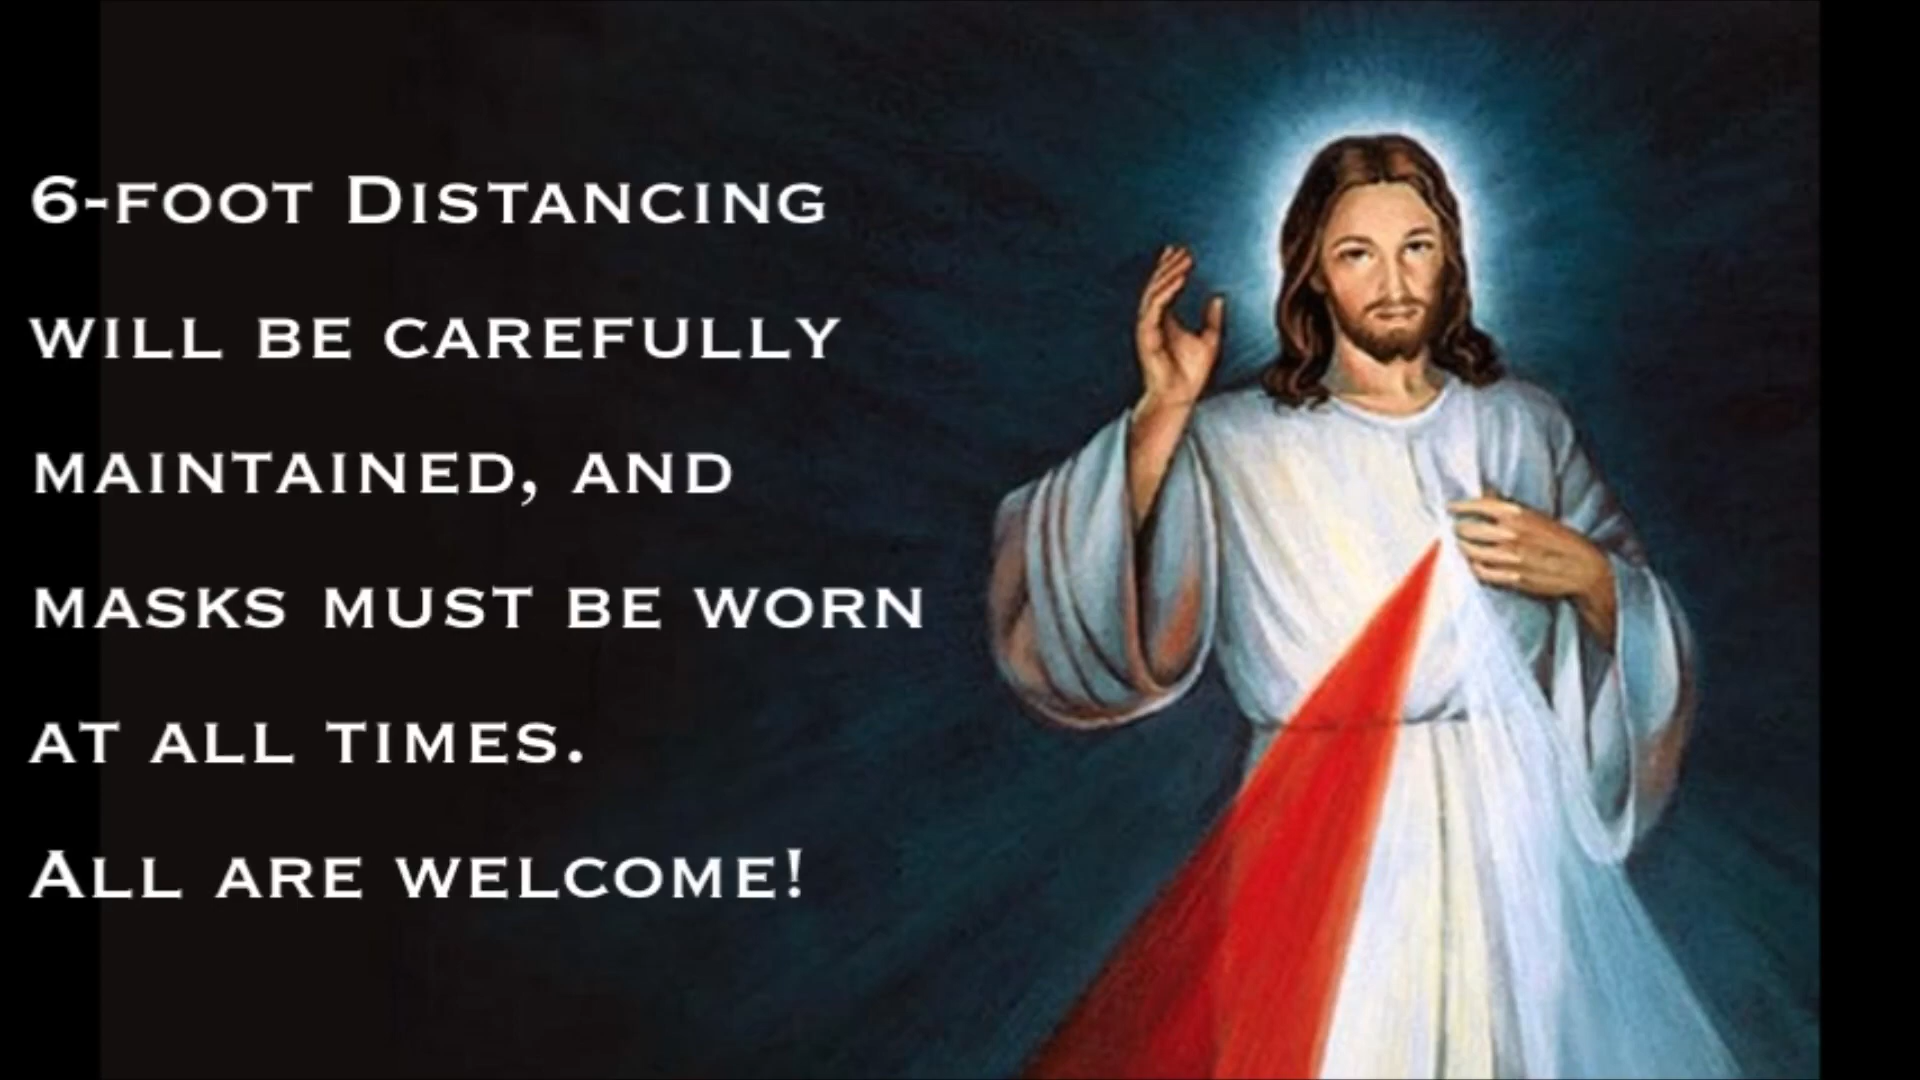 6-foot Distancing
will be carefully
maintained, and
masks must be worn
at all times.
All are welcome!